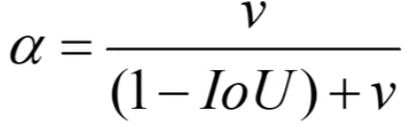 α = v / ((1 − IoU) + v)